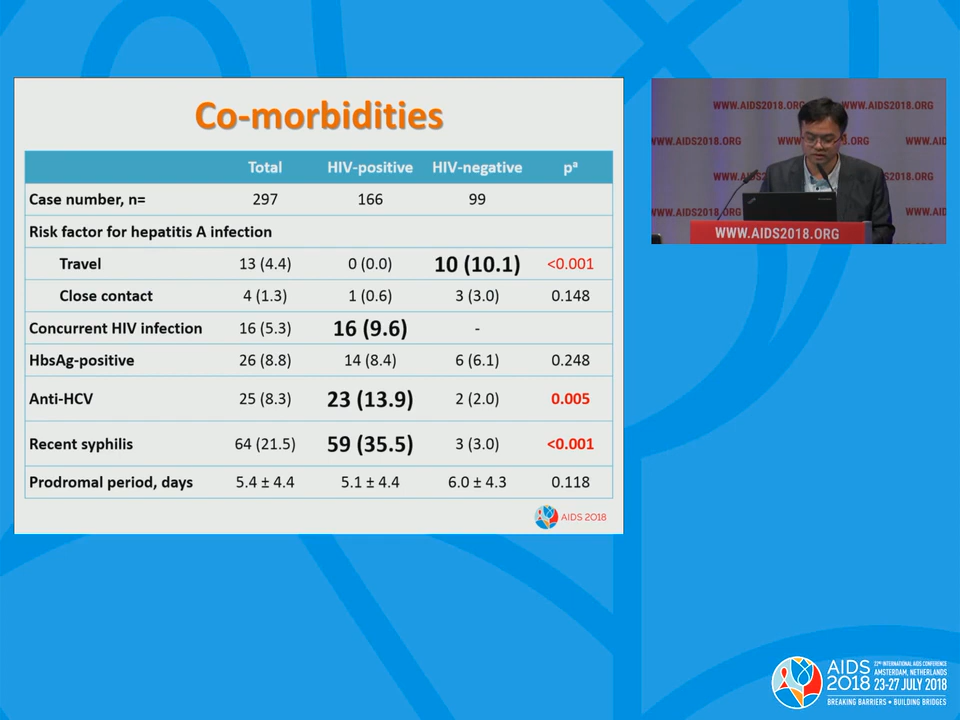 Co-morbidities
Total HIV-positive HIV-negative pª
Case number, n= 297 166 99
Risk factor for hepatitis A infection
Travel 13 (4.4) 0 (0.0) 10 (10.1) <0.001
Close contact 4 (1.3) 1 (0.6) 3 (3.0) 0.148
Concurrent HIV infection 16 (5.3) 16 (9.6) -
HbsAg-positive 26 (8.8) 14 (8.4) 6 (6.1) 0.248
Anti-HCV 25 (8.3) 23 (13.9) 2 (2.0) 0.005
Recent syphilis 64 (21.5) 59 (35.5) 3 (3.0) <0.001
Prodromal period, days 5.4 ± 4.4 5.1 ± 4.4 6.0 ± 4.3 0.118
AIDS 2018
WWW.AIDS2018.ORG WWW.AIDS2018.ORG
WWW.AIDS2018.ORG
WWW.AIDS2018.ORG
WWW.AIDS2018.ORG
AIDS 2018
22ND INTERNATIONAL AIDS CONFERENCE
AMSTERDAM, NETHERLANDS
23-27 JULY 2018
BREAKING BARRIERS • BUILDING BRIDGES